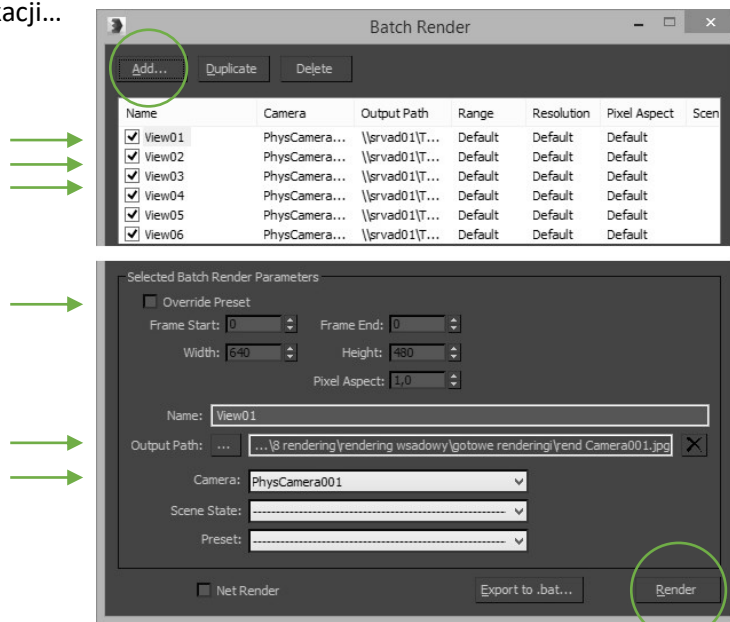 kacji…
Batch Render
Add... Duplicate Delete
Name Camera Output Path Range Resolution Pixel Aspect Scen
View01 PhysCamera... \\srvad01\T... Default Default Default
View02 PhysCamera... \\srvad01\T... Default Default Default
View03 PhysCamera... \\srvad01\T... Default Default Default
View04 PhysCamera... \\srvad01\T... Default Default Default
View05 PhysCamera... \\srvad01\T... Default Default Default
View06 PhysCamera... \\srvad01\T... Default Default Default
Selected Batch Render Parameters
Override Preset
Frame Start: 0 Frame End: 0
Width: 640 Height: 480
Pixel Aspect: 1,0
Name: View01
Output Path: ... ...\8 rendering\rendering wsadowy\gotowe renderingi\rend Camera001.jpg
Camera: PhysCamera001
Scene State:
Preset:
Net Render Export to .bat... Render